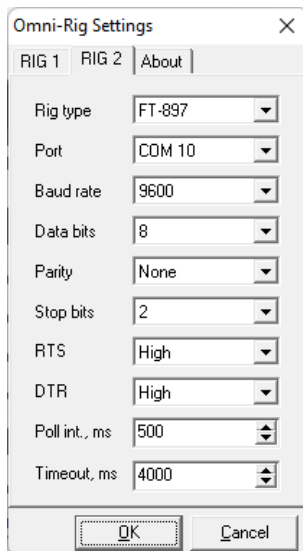 Omni-Rig Settings
RIG 1 RIG 2 About
Rig type FT-897
Port COM 10
Baud rate 9600
Data bits 8
Parity None
Stop bits 2
RTS High
DTR High
Poll int., ms 500
Timeout, ms 4000
OK Cancel